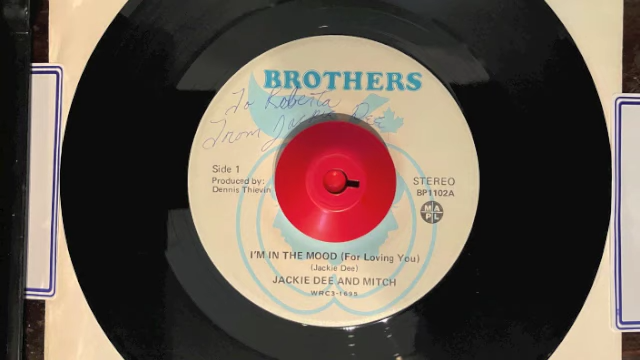 BROTHERS
To Roberta
From Jackie Dee
Side 1
Produced by:
Dennis Thievin
STEREO
BP1102A
M A
P L
I'M IN THE MOOD (For Loving You)
(Jackie Dee)
JACKIE DEE AND MITCH
WRC3-1655